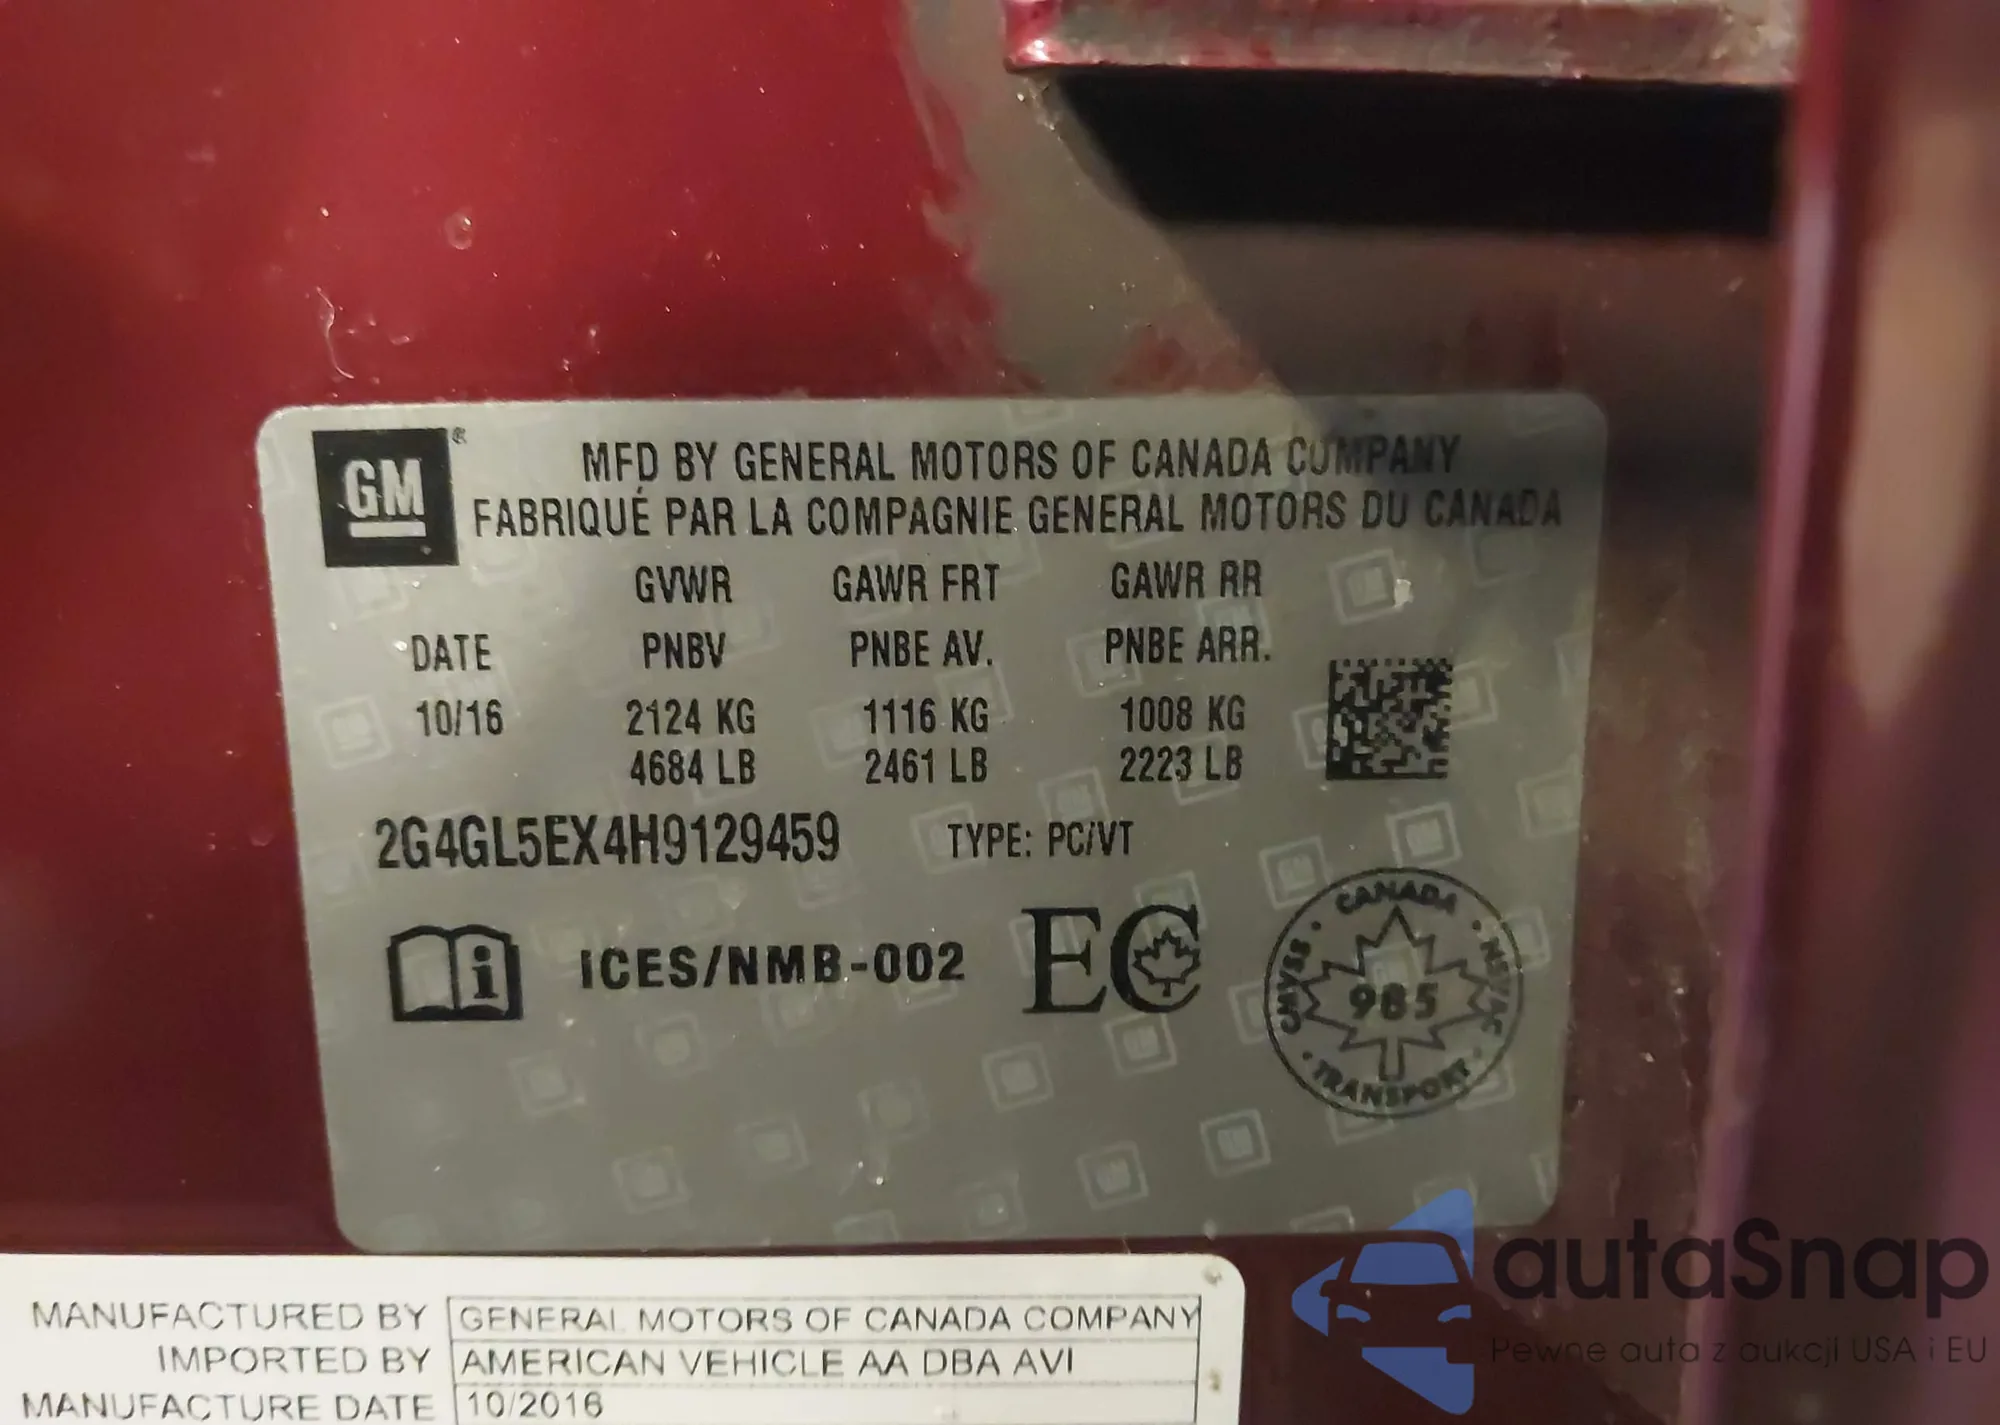 GM ®
MFD BY GENERAL MOTORS OF CANADA COMPANY
FABRIQUÉ PAR LA COMPAGNIE GENERAL MOTORS DU CANADA
GVWR GAWR FRT GAWR RR
DATE PNBV PNBE AV. PNBE ARR.
10/16 2124 KG 1116 KG 1008 KG
4684 LB 2461 LB 2223 LB
2G4GL5EX4H9129459 TYPE: PC/VT
i ICES/NMB-002 EC
CANADA
CMVSS · NSVAC
985
TRANSPORT
MANUFACTURED BY GENERAL MOTORS OF CANADA COMPANY
IMPORTED BY AMERICAN VEHICLE AA DBA AVI
MANUFACTURE DATE 10/2016
autaSnap
Pewne auta z aukcji USA i EU